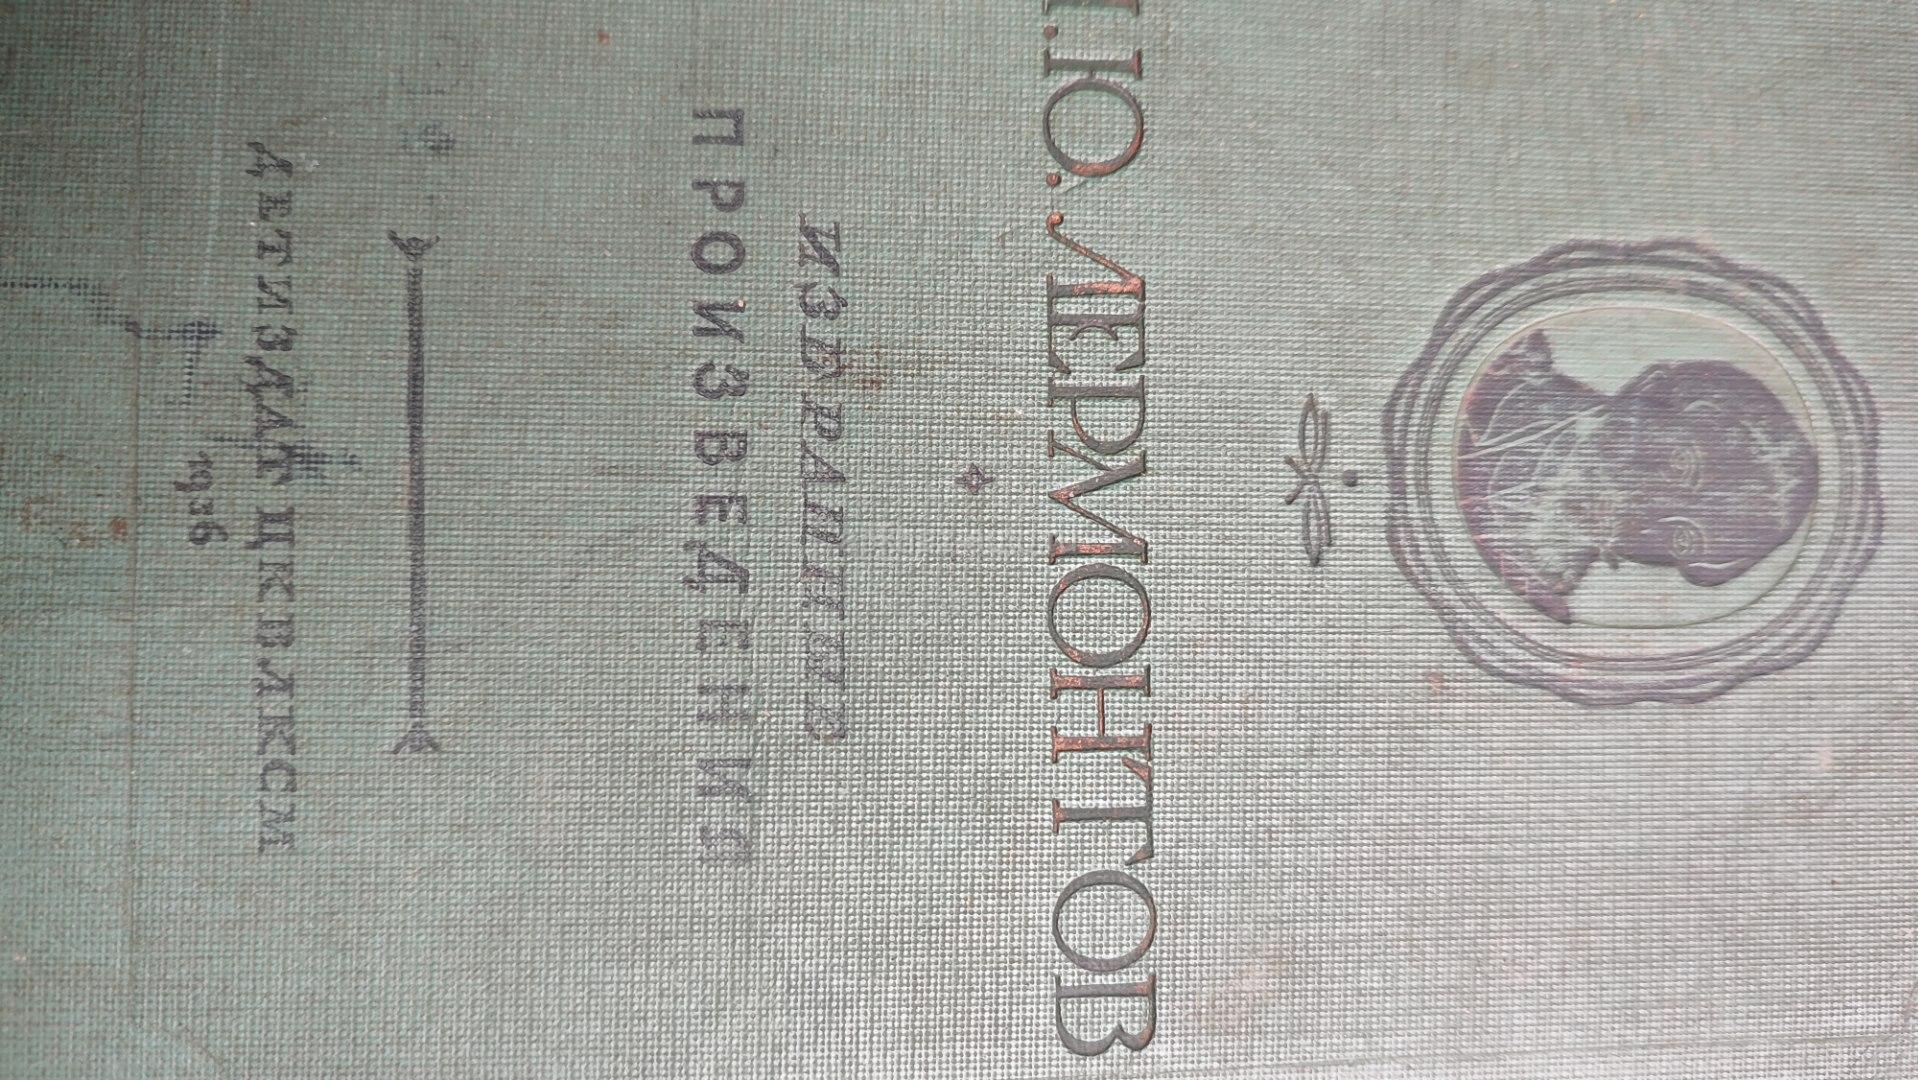 М.Ю. ЛЕРМОНТОВ
ИЗБРАННЫЕ
ПРОИЗВЕДЕНИЯ
ДЕТИЗДАТ ЦК ВЛКСМ
1936